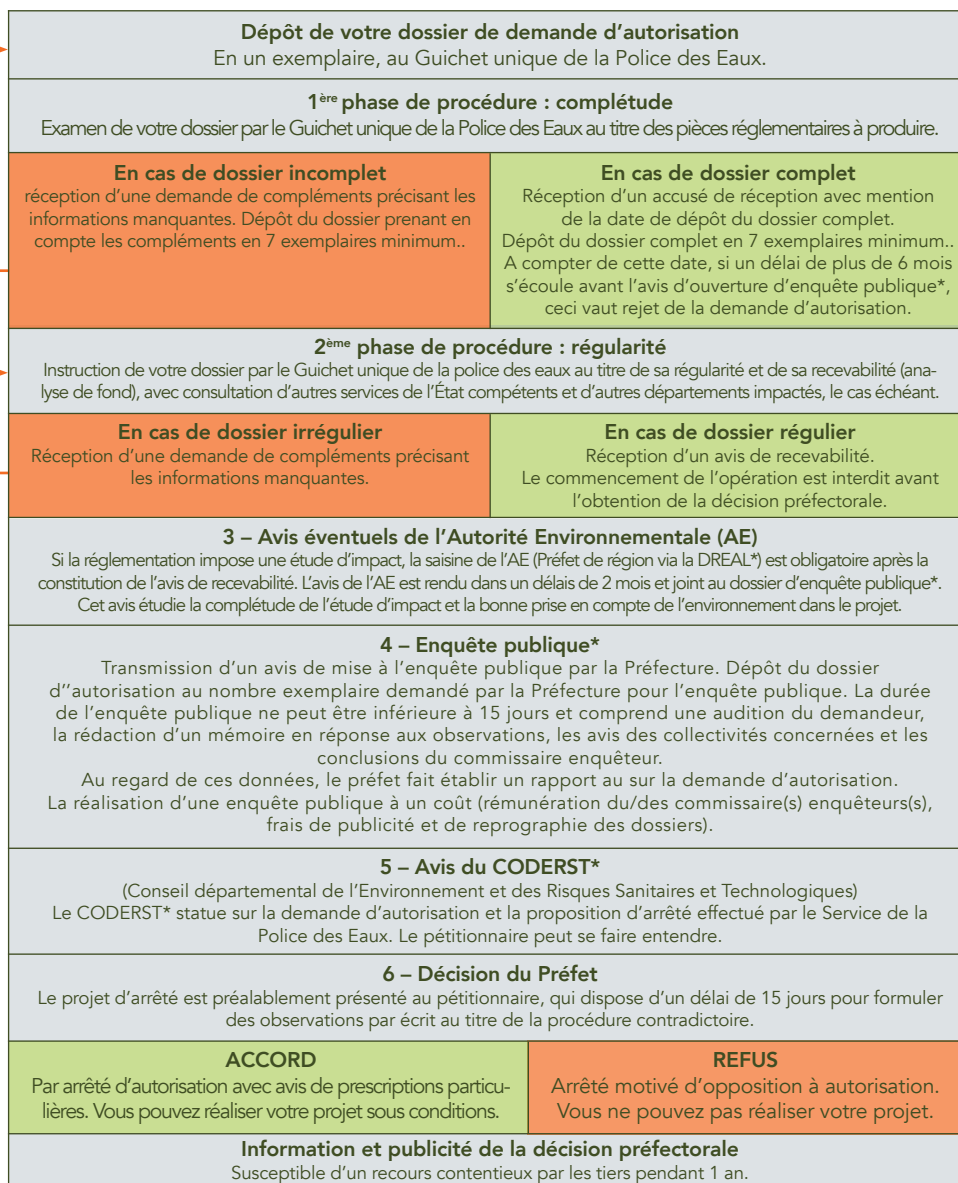 Dépôt de votre dossier de demande d'autorisation
En un exemplaire, au Guichet unique de la Police des Eaux.
1ère phase de procédure : complétude
Examen de votre dossier par le Guichet unique de la Police des Eaux au titre des pièces réglementaires à produire.
En cas de dossier incomplet
réception d'une demande de compléments précisant les
informations manquantes. Dépôt du dossier prenant en
compte les compléments en 7 exemplaires minimum..
En cas de dossier complet
Réception d'un accusé de réception avec mention
de la date de dépôt du dossier complet.
Dépôt du dossier complet en 7 exemplaires minimum..
A compter de cette date, si un délai de plus de 6 mois
s'écoule avant l'avis d'ouverture d'enquête publique*,
ceci vaut rejet de la demande d'autorisation.
2ème phase de procédure : régularité
Instruction de votre dossier par le Guichet unique de la police des eaux au titre de sa régularité et de sa recevabilité (ana-
lyse de fond), avec consultation d'autres services de l'État compétents et d'autres départements impactés, le cas échéant.
En cas de dossier irrégulier
Réception d'une demande de compléments précisant
les informations manquantes.
En cas de dossier régulier
Réception d'un avis de recevabilité.
Le commencement de l'opération est interdit avant
l'obtention de la décision préfectorale.
3 – Avis éventuels de l'Autorité Environnementale (AE)
Si la réglementation impose une étude d'impact, la saisine de l'AE (Préfet de région via la DREAL*) est obligatoire après la
constitution de l'avis de recevabilité. L'avis de l'AE est rendu dans un délais de 2 mois et joint au dossier d'enquête publique*.
Cet avis étudie la complétude de l'étude d'impact et la bonne prise en compte de l'environnement dans le projet.
4 – Enquête publique*
Transmission d'un avis de mise à l'enquête publique par la Préfecture. Dépôt du dossier
d''autorisation au nombre exemplaire demandé par la Préfecture pour l'enquête publique. La durée
de l'enquête publique ne peut être inférieure à 15 jours et comprend une audition du demandeur,
la rédaction d'un mémoire en réponse aux observations, les avis des collectivités concernées et les
conclusions du commissaire enquêteur.
Au regard de ces données, le préfet fait établir un rapport au sur la demande d'autorisation.
La réalisation d'une enquête publique à un coût (rémunération du/des commissaire(s) enquêteurs(s),
frais de publicité et de reprographie des dossiers).
5 – Avis du CODERST*
(Conseil départemental de l'Environnement et des Risques Sanitaires et Technologiques)
Le CODERST* statue sur la demande d'autorisation et la proposition d'arrêté effectué par le Service de la
Police des Eaux. Le pétitionnaire peut se faire entendre.
6 – Décision du Préfet
Le projet d'arrêté est préalablement présenté au pétitionnaire, qui dispose d'un délai de 15 jours pour formuler
des observations par écrit au titre de la procédure contradictoire.
ACCORD
Par arrêté d'autorisation avec avis de prescriptions particu-
lières. Vous pouvez réaliser votre projet sous conditions.
REFUS
Arrêté motivé d'opposition à autorisation.
Vous ne pouvez pas réaliser votre projet.
Information et publicité de la décision préfectorale
Susceptible d'un recours contentieux par les tiers pendant 1 an.